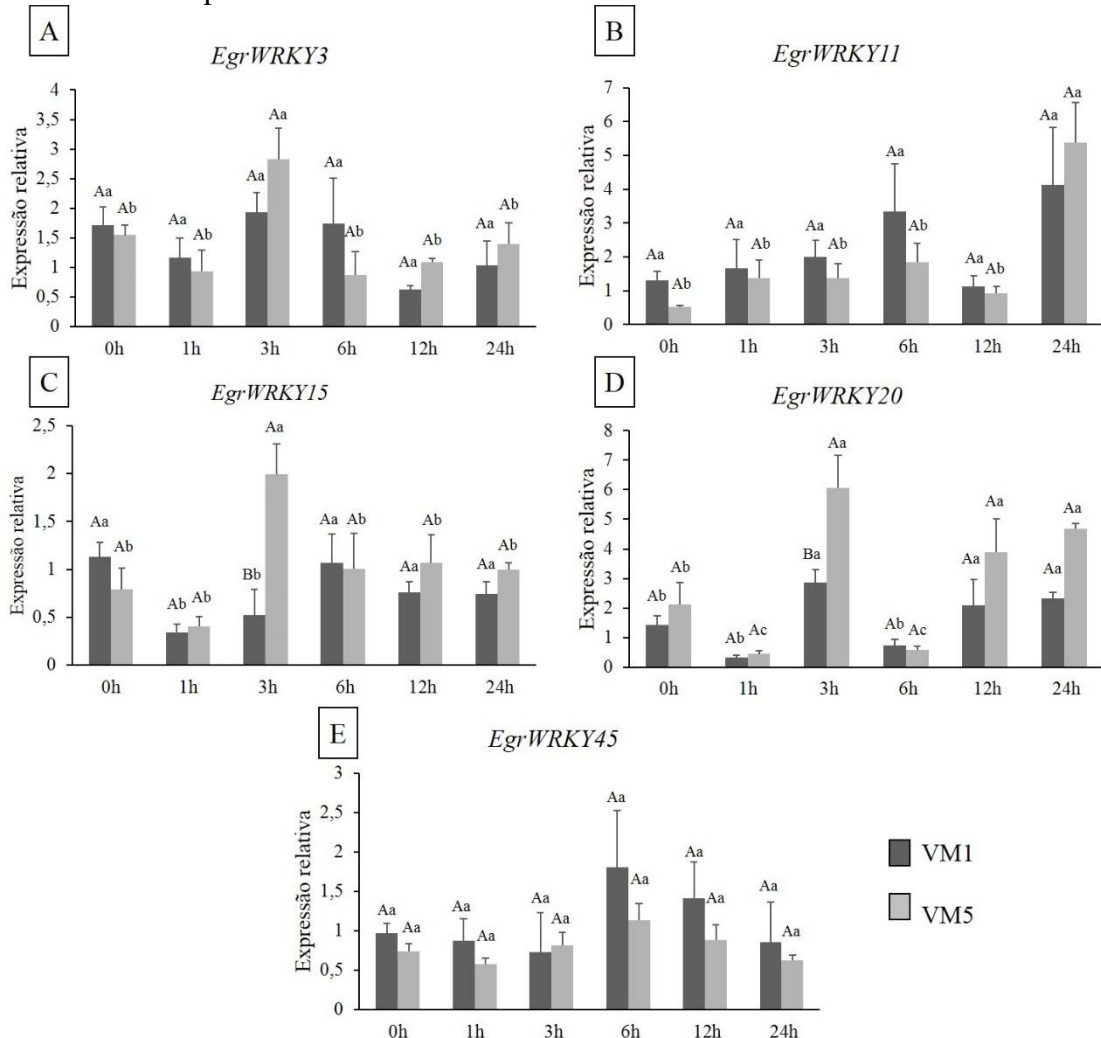 A
EgrWRKY3
Expressão relativa
4
3,5
3
2,5
2
1,5
1
0,5
0
Aa Ab Aa Ab Aa Aa Aa Ab Aa Ab Aa Ab
0h 1h 3h 6h 12h 24h
B
EgrWRKY11
Expressão relativa
7
6
5
4
3
2
1
0
Aa Ab Aa Ab Aa Ab Aa Ab Aa Ab Aa Aa
0h 1h 3h 6h 12h 24h
C
EgrWRKY15
Expressão relativa
2,5
2
1,5
1
0,5
0
Aa Ab Ab Ab Bb Aa Aa Ab Aa Ab Aa Ab
0h 1h 3h 6h 12h 24h
D
EgrWRKY20
Expressão relativa
8
7
6
5
4
3
2
1
0
Ab Ab Ab Ac Ba Aa Ab Ac Aa Aa Aa Aa
0h 1h 3h 6h 12h 24h
E
EgrWRKY45
Expressão relativa
3
2,5
2
1,5
1
0,5
0
Aa Aa Aa Aa Aa Aa Aa Aa Aa Aa Aa Aa
0h 1h 3h 6h 12h 24h
VM1
VM5